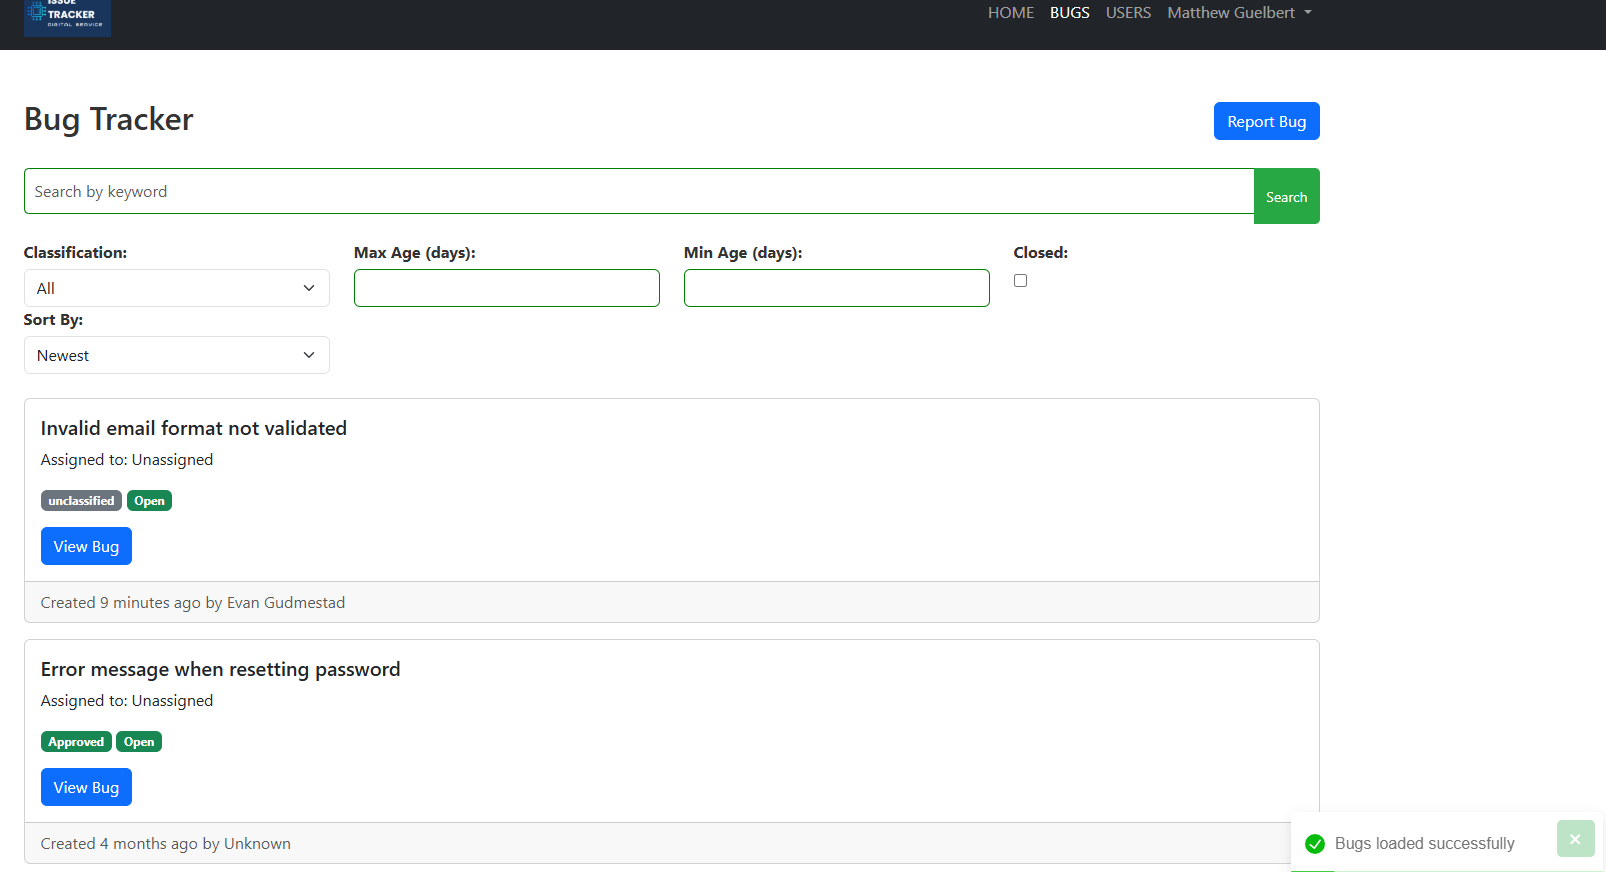 ISSUE
TRACKER
DIGITAL SERVICE
HOME BUGS USERS Matthew Guelbert
Bug Tracker
Report Bug
Search by keyword
Search
Classification: Max Age (days): Min Age (days): Closed:
All
Sort By:
Newest
Invalid email format not validated
Assigned to: Unassigned
unclassified Open
View Bug
Created 9 minutes ago by Evan Gudmestad
Error message when resetting password
Assigned to: Unassigned
Approved Open
View Bug
Created 4 months ago by Unknown
Bugs loaded successfully